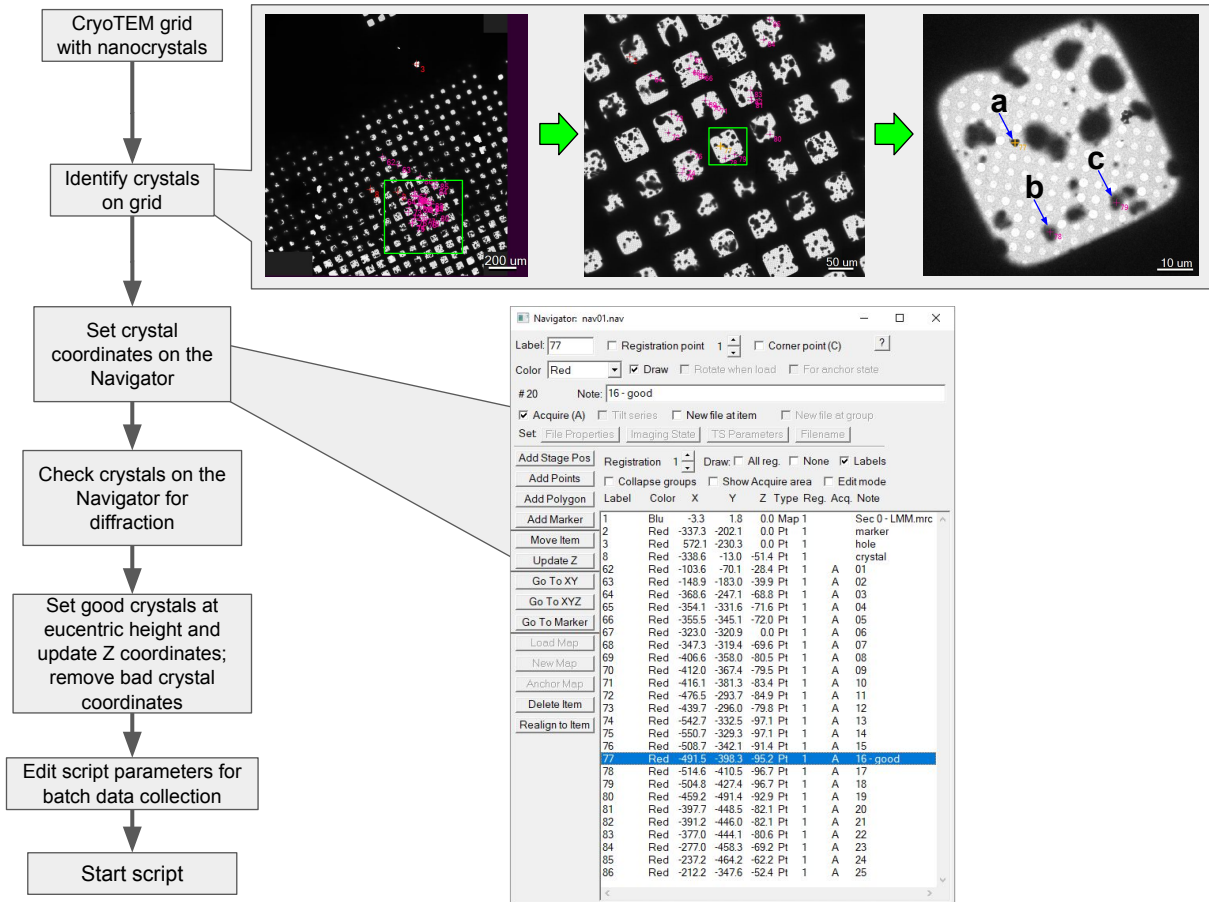 CryoTEM grid
with nanocrystals
Identify crystals
on grid
Set crystal
coordinates on the
Navigator
Check crystals on the
Navigator for
diffraction
Set good crystals at
eucentric height and
update Z coordinates;
remove bad crystal
coordinates
Edit script parameters for
batch data collection
Start script
3
200 um
80
50 um
a
b
c
78
79
10 um
Navigator: nav01.nav
Label: 77 Registration point 1 Corner point (C) ?
Color Red Draw Rotate when load For anchor state
# 20 Note: 16 - good
Acquire (A) Tilt series New file at item New file at group
Set: File Properties Imaging State TS Parameters Filename
Add Stage Pos
Add Points
Add Polygon
Add Marker
Move Item
Update Z
Go To XY
Go To XYZ
Go To Marker
Load Map
New Map
Anchor Map
Delete Item
Realign to Item
Registration 1 Draw: All reg. None Labels
Collapse groups Show Acquire area Edit mode
Label Color X Y Z Type Reg. Acq. Note
1 Blu -3.3 1.8 0.0 Map 1 Sec 0 - LMM.mrc
2 Red -337.3 -202.1 0.0 Pt 1 marker
3 Red 572.1 -230.3 0.0 Pt 1 hole
8 Red -338.6 -13.0 -51.4 Pt 1 crystal
62 Red -103.6 -70.1 -28.4 Pt 1 A 01
63 Red -148.9 -183.0 -39.9 Pt 1 A 02
64 Red -368.6 -247.1 -68.8 Pt 1 A 03
65 Red -354.1 -331.6 -71.6 Pt 1 A 04
66 Red -355.5 -345.1 -72.0 Pt 1 A 05
67 Red -323.0 -320.9 0.0 Pt 1 A 06
68 Red -347.3 -319.4 -69.6 Pt 1 A 07
69 Red -406.6 -358.0 -80.5 Pt 1 A 08
70 Red -412.0 -367.4 -79.5 Pt 1 A 09
71 Red -416.1 -381.3 -83.4 Pt 1 A 10
72 Red -476.5 -293.7 -84.9 Pt 1 A 11
73 Red -439.7 -296.0 -79.8 Pt 1 A 12
74 Red -542.7 -332.5 -97.1 Pt 1 A 13
75 Red -550.7 -329.3 -97.1 Pt 1 A 14
76 Red -508.7 -342.1 -91.4 Pt 1 A 15
77 Red -491.5 -398.3 -95.2 Pt 1 A 16 - good
78 Red -514.6 -410.5 -96.7 Pt 1 A 17
79 Red -504.8 -427.4 -96.7 Pt 1 A 18
80 Red -459.2 -491.4 -92.9 Pt 1 A 19
81 Red -397.7 -448.5 -82.1 Pt 1 A 20
82 Red -391.2 -446.0 -82.1 Pt 1 A 21
83 Red -377.0 -444.1 -80.6 Pt 1 A 22
84 Red -277.0 -458.3 -69.2 Pt 1 A 23
85 Red -237.2 -464.2 -62.2 Pt 1 A 24
86 Red -212.2 -347.6 -52.4 Pt 1 A 25